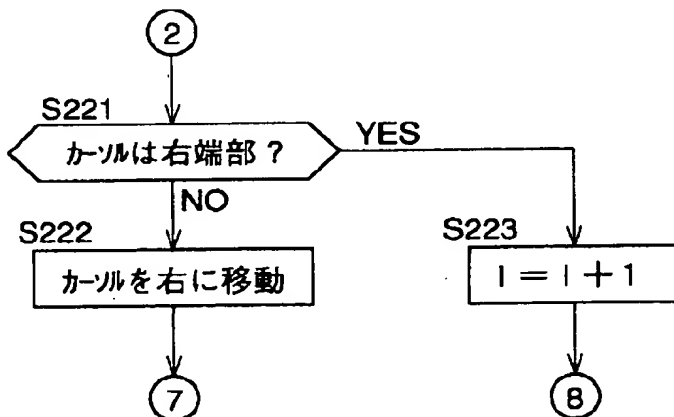 2
S221
カーソルは右端部?
YES
NO
S222
カーソルを右に移動
S223
I = I + 1
7
8